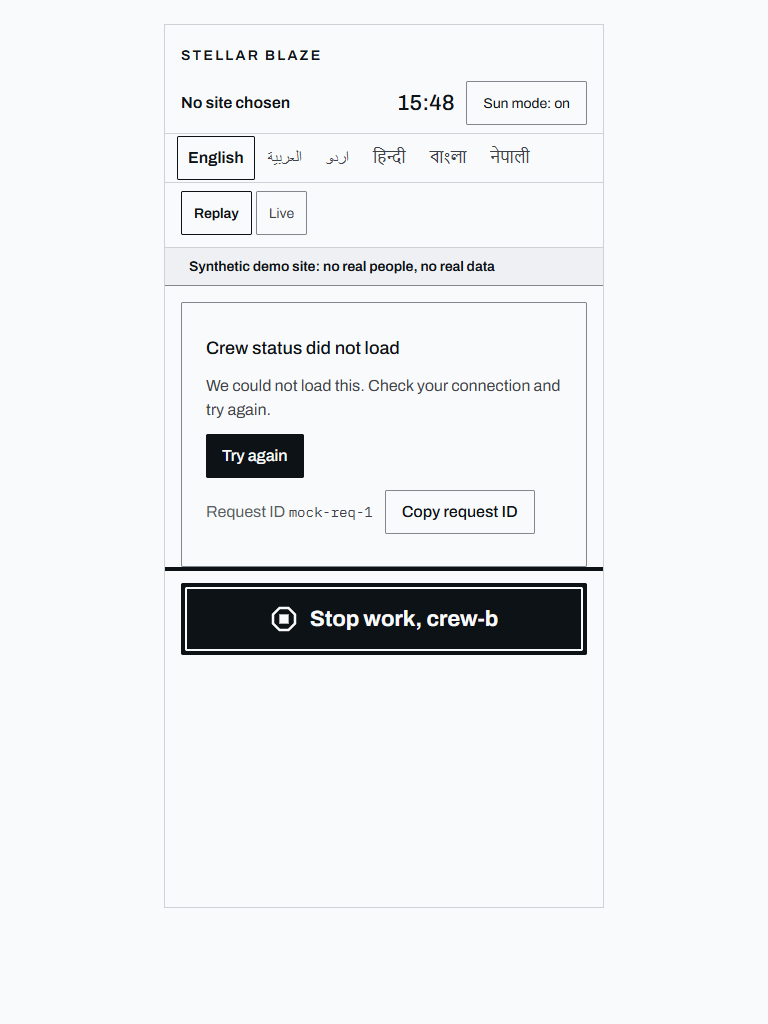 STELLAR BLAZE
No site chosen 15:48 Sun mode: on
English العربية اردو हिन्दी বাংলা नेपाली
Replay Live
Synthetic demo site: no real people, no real data
Crew status did not load
We could not load this. Check your connection and
try again.
Try again
Request ID mock-req-1 Copy request ID
Stop work, crew-b